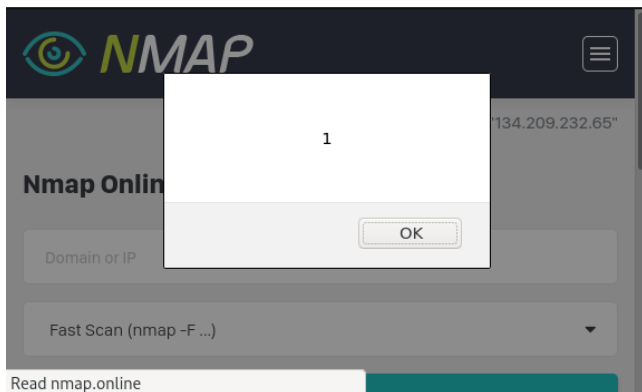 NMAP
"134.209.232.65"
1
Nmap Onlin
OK
Domain or IP
Fast Scan (nmap -F ...)
Read nmap.online